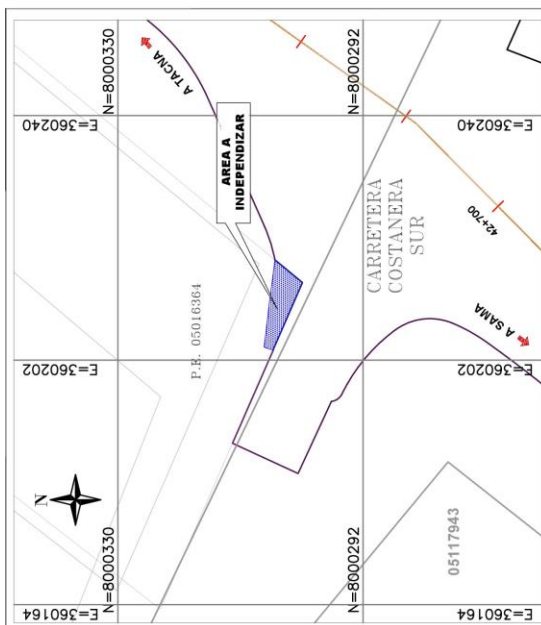 N=8000330
N=8000292
A TACNA
E=360240
E=360240
AREA A
INDEPENDIZAR
CARRETERA
COSTANERA
SUR
42+700
P.E. 05016364
A SAMA
E=360202
E=360202
N
05117943
N=8000330
N=8000292
E=360164
E=360164